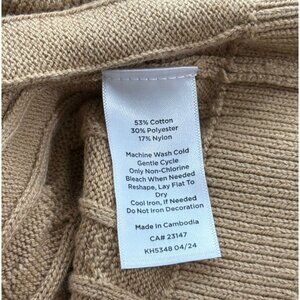 53% Cotton
30% Polyester
17% Nylon
Machine Wash Cold
Gentle Cycle
Only Non-Chlorine
Bleach When Needed
Reshape, Lay Flat To
Dry
Cool Iron, If Needed
Do Not Iron Decoration
Made In Cambodia
CA# 23147
KH534B 04/24